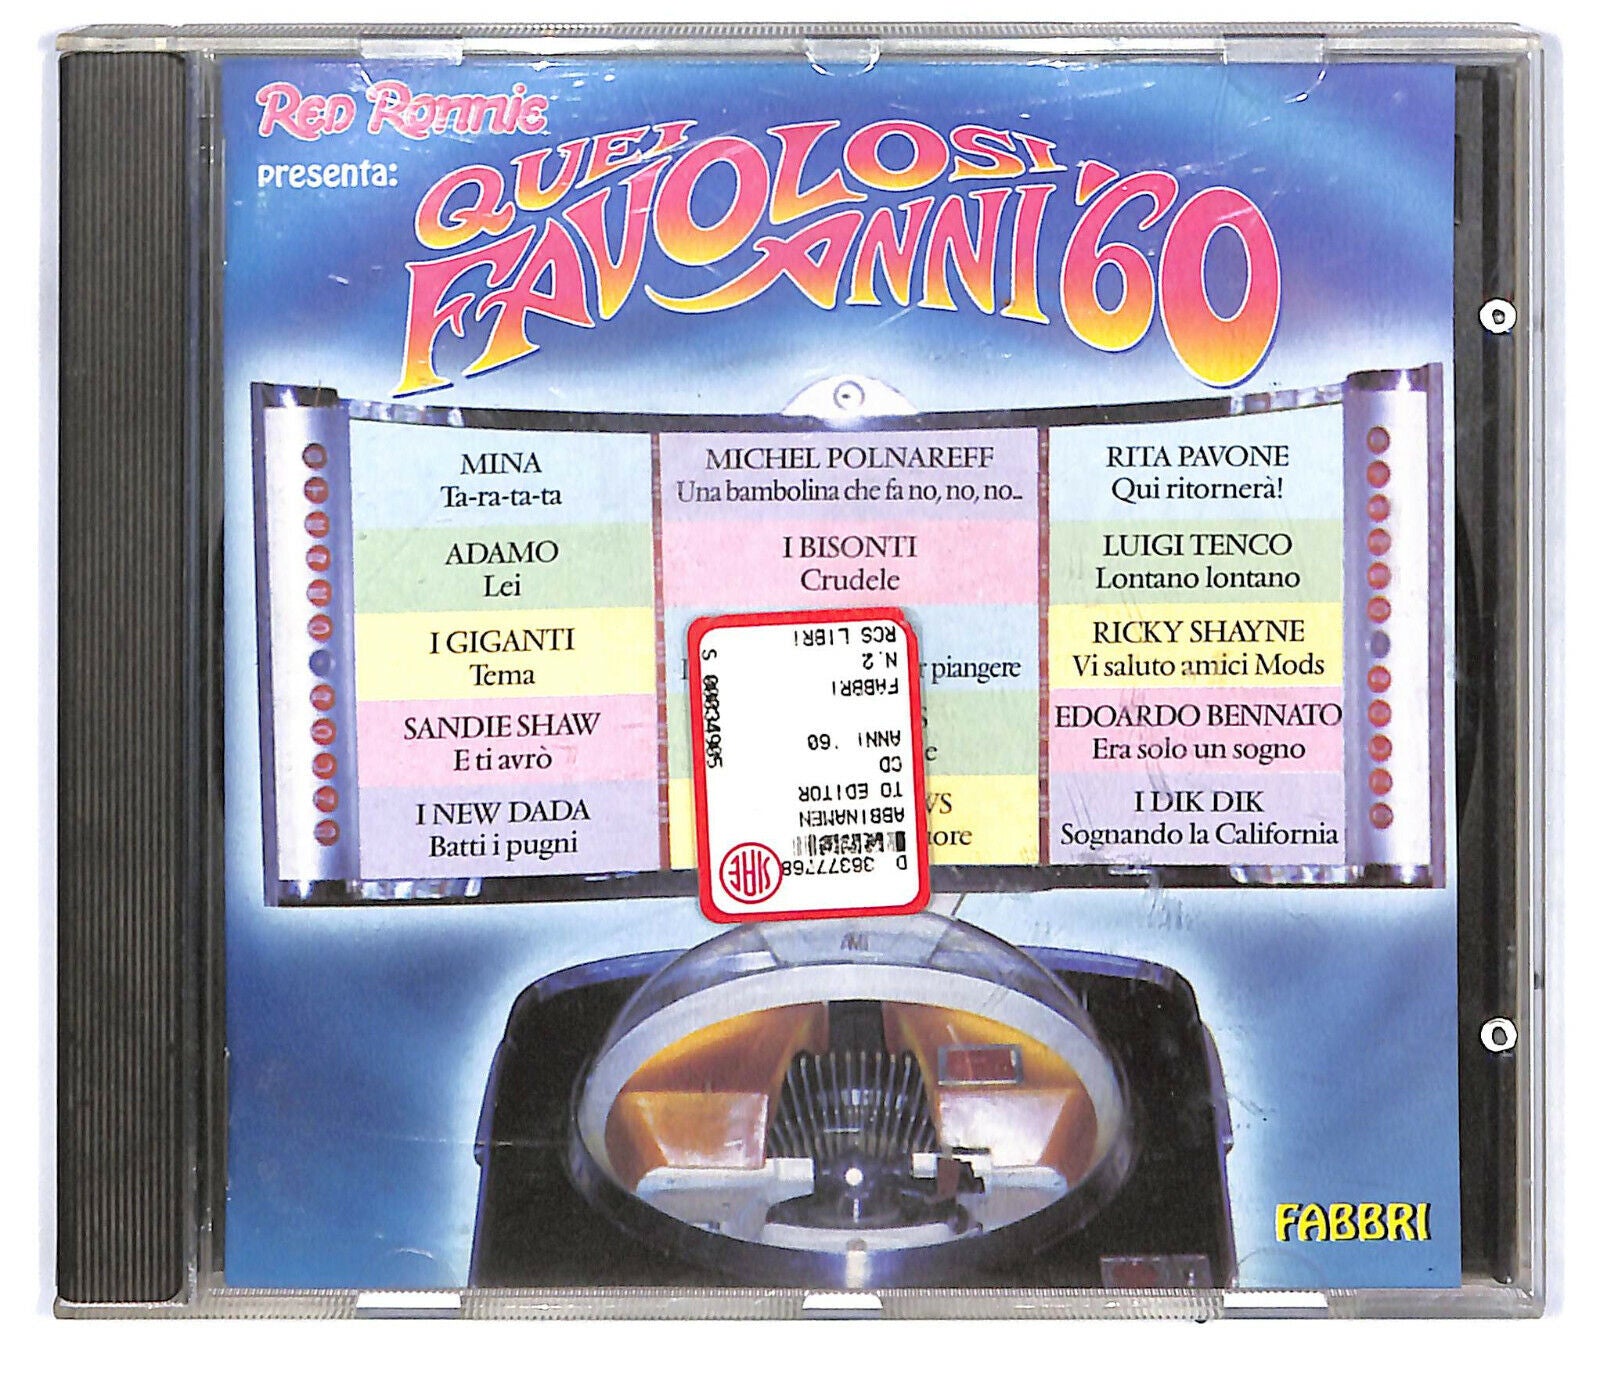 RED RONNIE
presenta:
QUEI FAVOLOSI
ANNI '60
MINA
Ta-ra-ta-ta
ADAMO
Lei
I GIGANTI
Tema
SANDIE SHAW
E ti avrò
I NEW DADA
Batti i pugni
MICHEL POLNAREFF
Una bambolina che fa no, no, no...
I BISONTI
Crudele
piangere
RITA PAVONE
Qui ritornerà!
LUIGI TENCO
Lontano lontano
RICKY SHAYNE
Vi saluto amici Mods
EDOARDO BENNATO
Era solo un sogno
I DIK DIK
Sognando la California
D 36377768
ABBINAMEN
TO EDITOR
CD
ANNI '60
FABBRI
N.2
RCS LIBRI
S 00034905
SIAE
AMI
FABBRI